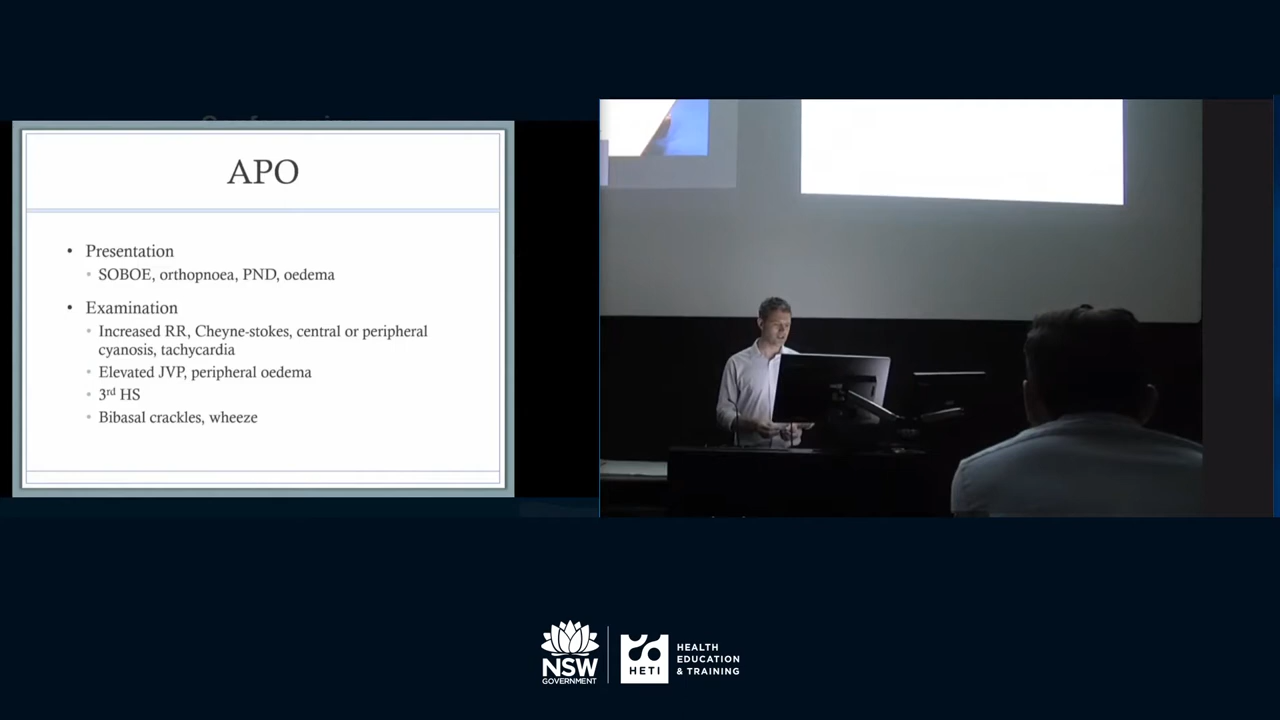 APO
• Presentation
• SOBOE, orthopnoea, PND, oedema
• Examination
• Increased RR, Cheyne-stokes, central or peripheral
cyanosis, tachycardia
• Elevated JVP, peripheral oedema
• 3rd HS
• Bibasal crackles, wheeze
NSW
GOVERNMENT
HETI
HEALTH
EDUCATION
& TRAINING